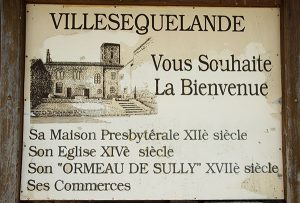 VILLESEQUELANDE
Vous Souhaite
La Bienvenue
Sa Maison Presbytérale XIIè siècle
Son Eglise XIVè siècle
Son "ORMEAU DE SULLY" XVIIè siècle
Ses Commerces